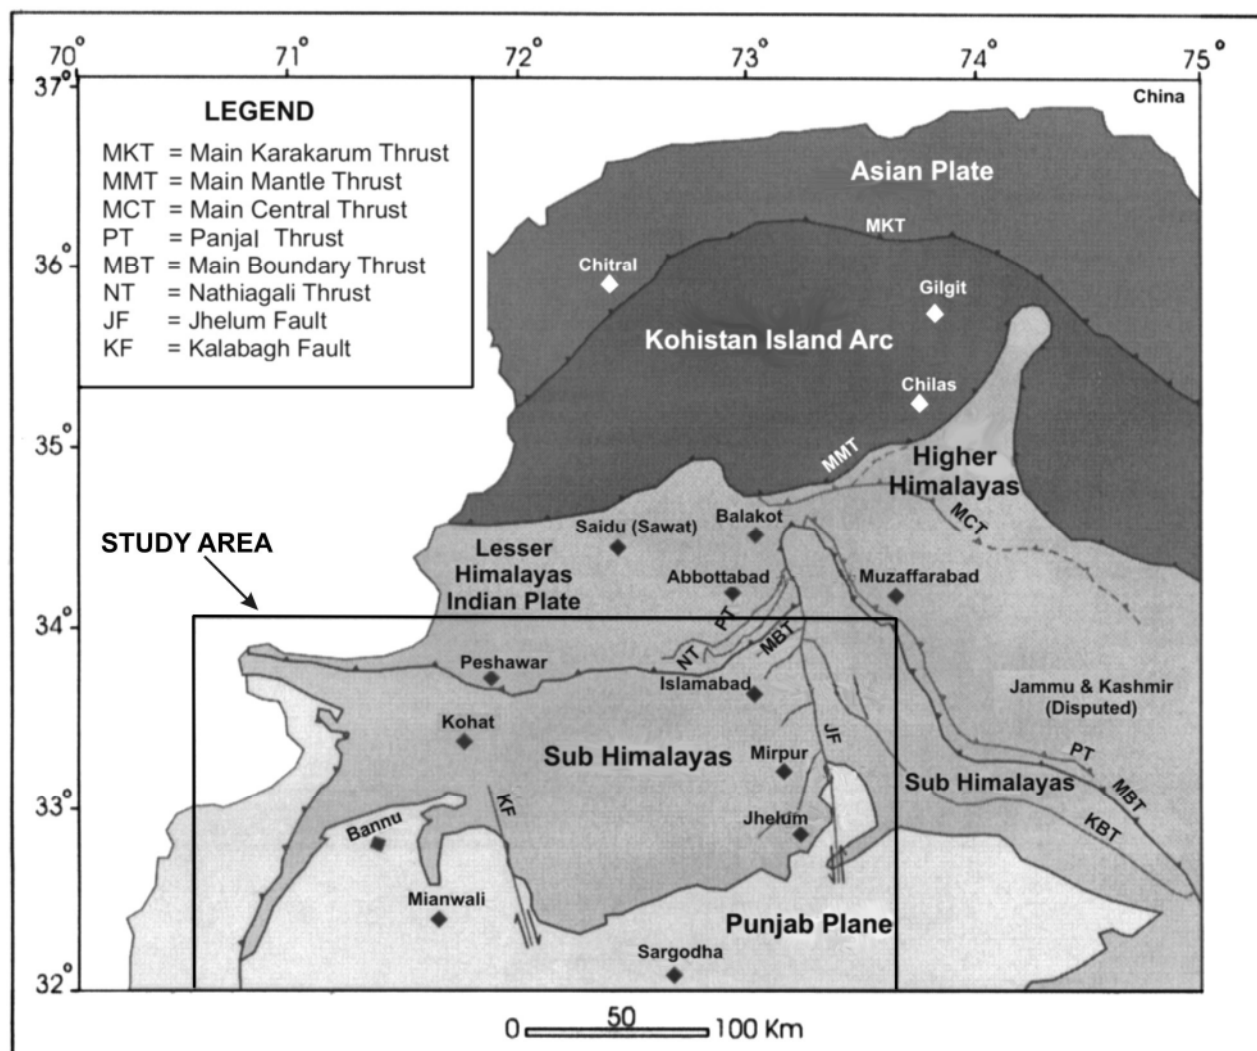 70° 71° 72° 73° 74° 75°
37°
China
LEGEND
MKT = Main Karakarum Thrust
MMT = Main Mantle Thrust
MCT = Main Central Thrust
PT = Panjal Thrust
MBT = Main Boundary Thrust
NT = Nathiagali Thrust
JF = Jhelum Fault
KF = Kalabagh Fault
Asian Plate
MKT
36°
Chitral
Gilgit
Kohistan Island Arc
Chilas
35°
MMT
Higher
Himalayas
MCT
Balakot
Saidu (Sawat)
STUDY AREA
Lesser
Himalayas
Indian Plate
Abbottabad
Muzaffarabad
34°
PT
MBT
NT
Peshawar
Islamabad
Jammu & Kashmir
(Disputed)
Kohat
JF
Sub Himalayas
Mirpur
PT
Sub Himalayas
MBT
33°
KF
Jhelum
KBT
Bannu
Mianwali
Punjab Plane
Sargodha
32°
0 50 100 Km